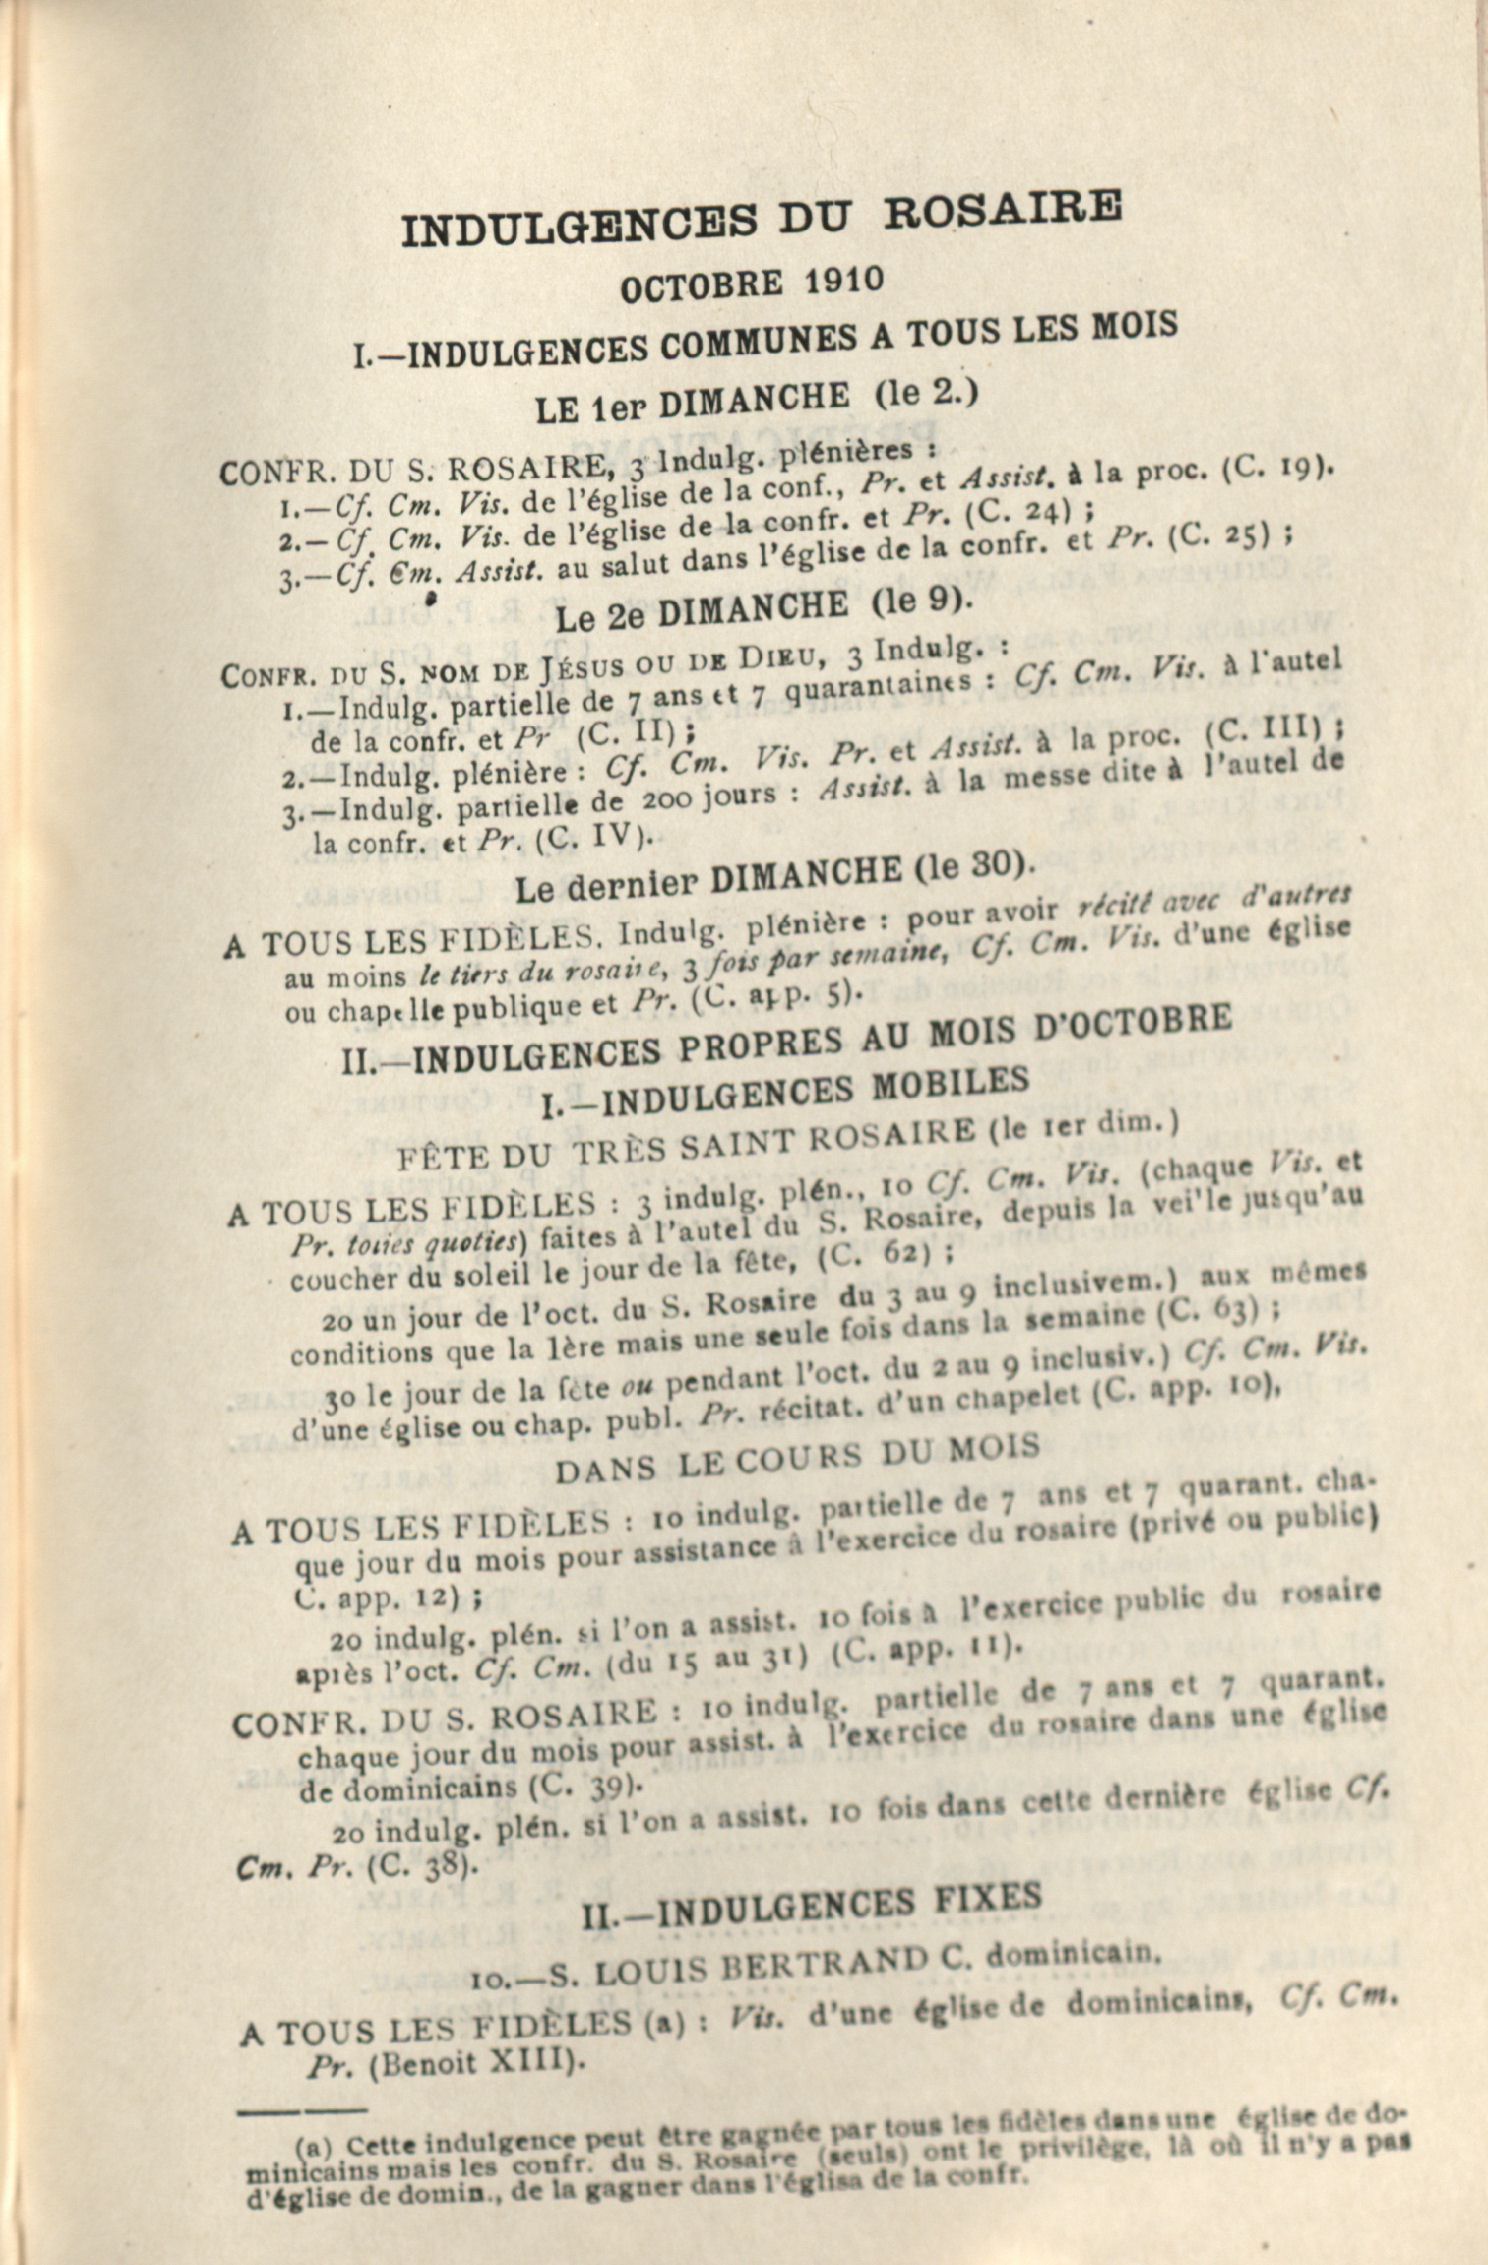 INDULGENCES DU ROSAIRE
OCTOBRE 1910
I.—INDULGENCES COMMUNES A TOUS LES MOIS
LE 1er DIMANCHE (le 2.)
CONFR. DU S. ROSAIRE, 3 Indulg. plénières :
1.—Cf. Cm. Vis. de l'église de la conf., Pr. et Assist. à la proc. (C. 19).
2.—Cf. Cm. Vis. de l'église de la confr. et Pr. (C. 24) ;
3.—Cf. Cm. Assist. au salut dans l'église de la confr. et Pr. (C. 25) ;
Le 2e DIMANCHE (le 9).
CONFR. DU S. NOM DE JÉSUS OU DE DIEU, 3 Indulg. :
1.—Indulg. partielle de 7 ans et 7 quarantaines : Cf. Cm. Vis. à l'autel
de la confr. et Pr (C. II) ;
2.—Indulg. plénière : Cf. Cm. Vis. Pr. et Assist. à la proc. (C. III) ;
3.—Indulg. partielle de 200 jours : Assist. à la messe dite à l'autel de
la confr. et Pr. (C. IV).
Le dernier DIMANCHE (le 30).
A TOUS LES FIDÈLES. Indulg. plénière : pour avoir récité avec d'autres
au moins le tiers du rosaire, 3 fois par semaine, Cf. Cm. Vis. d'une église
ou chapelle publique et Pr. (C. app. 5).
II.—INDULGENCES PROPRES AU MOIS D'OCTOBRE
I.—INDULGENCES MOBILES
FÊTE DU TRÈS SAINT ROSAIRE (le 1er dim.)
A TOUS LES FIDÈLES : 3 indulg. plén., 10 Cf. Cm. Vis. (chaque Vis. et
Pr. toties quoties) faites à l'autel du S. Rosaire, depuis la vei'le jusqu'au
coucher du soleil le jour de la fête, (C. 62) ;
20 un jour de l'oct. du S. Rosaire du 3 au 9 inclusivem.) aux mêmes
conditions que la 1ère mais une seule fois dans la semaine (C. 63) ;
30 le jour de la fête ou pendant l'oct. du 2 au 9 inclusiv.) Cf. Cm. Vis.
d'une église ou chap. publ. Pr. récitat. d'un chapelet (C. app. 10),
DANS LE COURS DU MOIS
A TOUS LES FIDÈLES : 10 indulg. partielle de 7 ans et 7 quarant. cha-
que jour du mois pour assistance à l'exercice du rosaire (privé ou public)
C. app. 12) ;
20 indulg. plén. si l'on a assist. 10 fois à l'exercice public du rosaire
après l'oct. Cf. Cm. (du 15 au 31) (C. app. 11).
CONFR. DU S. ROSAIRE : 10 indulg. partielle de 7 ans et 7 quarant.
chaque jour du mois pour assist. à l'exercice du rosaire dans une église
de dominicains (C. 39).
20 indulg. plén. si l'on a assist. 10 fois dans cette dernière église Cf.
Cm. Pr. (C. 38).
II.—INDULGENCES FIXES
10.—S. LOUIS BERTRAND C. dominicain.
A TOUS LES FIDÈLES (a) : Vis. d'une église de dominicains, Cf. Cm.
Pr. (Benoit XIII).
(a) Cette indulgence peut être gagnée par tous les fidèles dans une église de do-
minicains mais les confr. du S. Rosaire (seuls) ont le privilège, là où il n'y a pas
d'église de domin., de la gagner dans l'églisa de la confr.